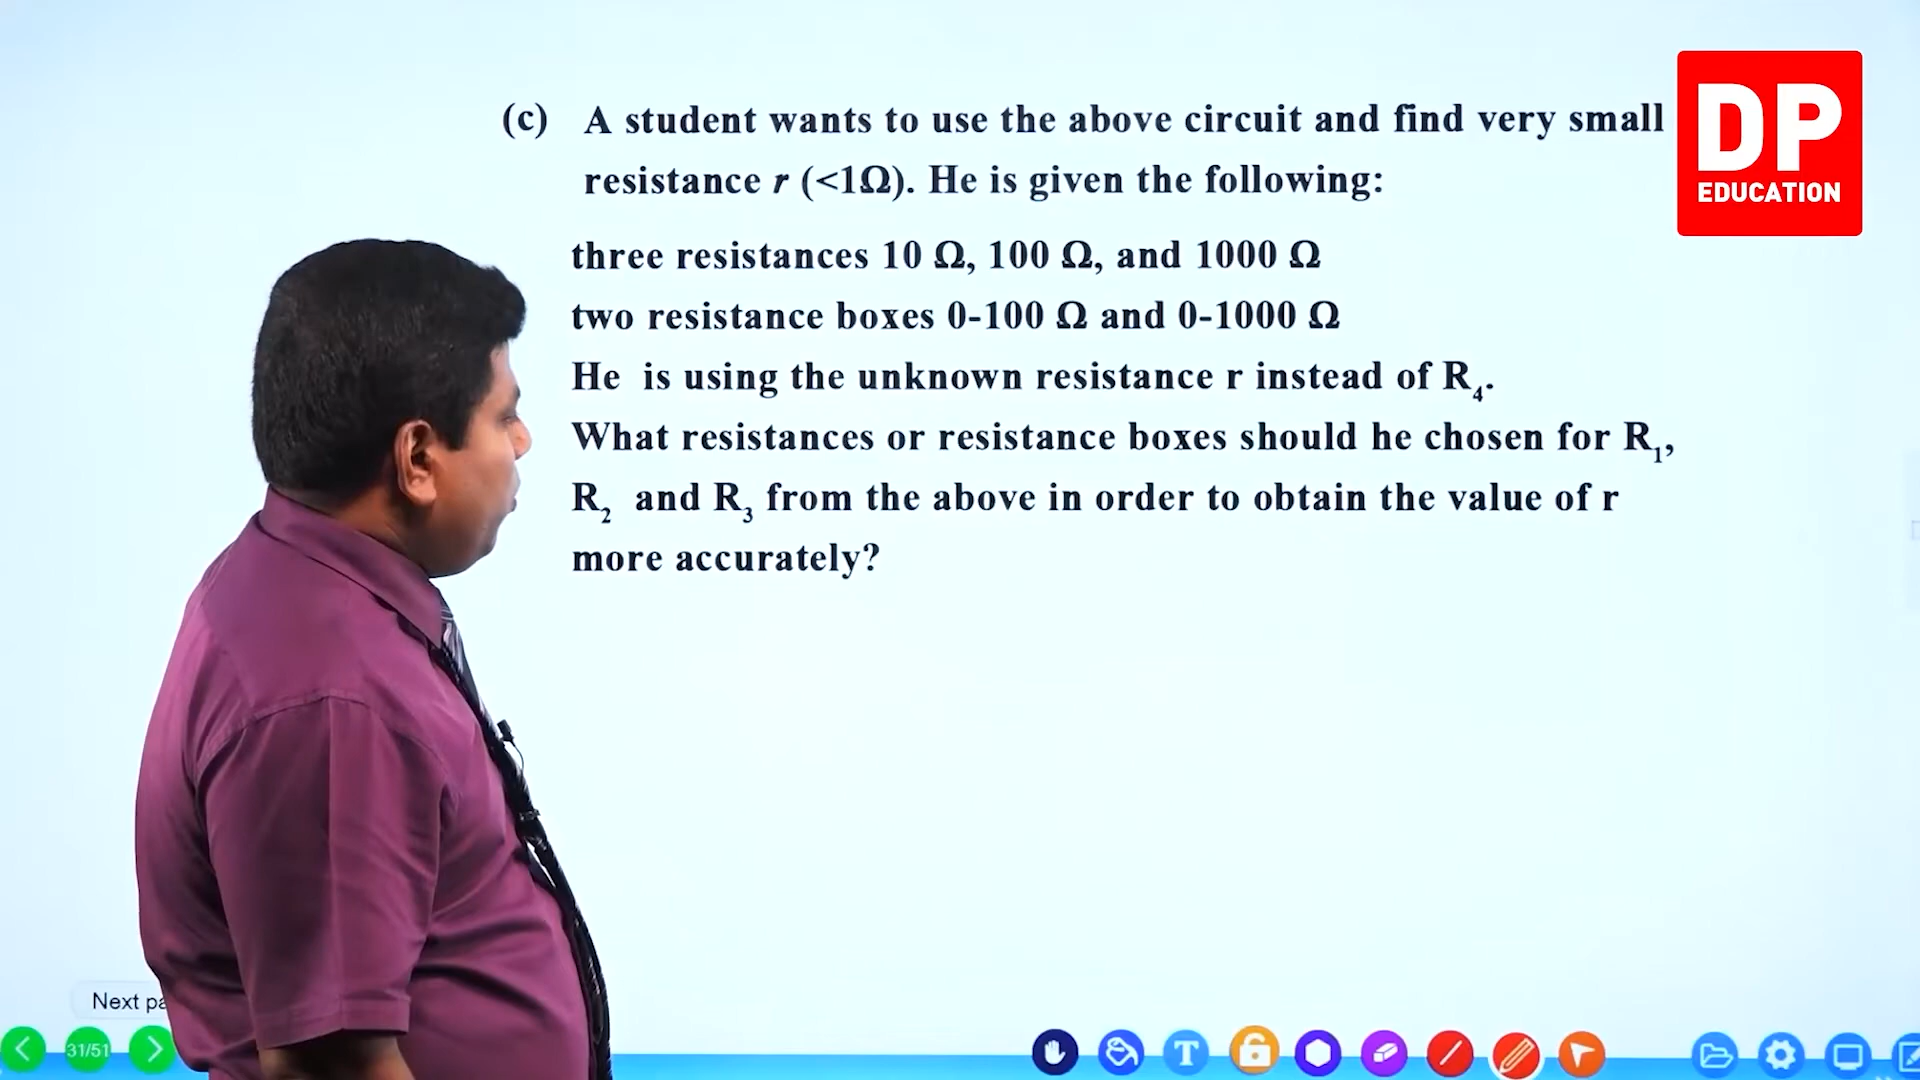 (c) A student wants to use the above circuit and find very small
resistance r (<1Ω). He is given the following:
three resistances 10 Ω, 100 Ω, and 1000 Ω
two resistance boxes 0-100 Ω and 0-1000 Ω
He is using the unknown resistance r instead of R₄.
What resistances or resistance boxes should he chosen for R₁,
R₂ and R₃ from the above in order to obtain the value of r
more accurately?
DP
EDUCATION
Next
31/51
T